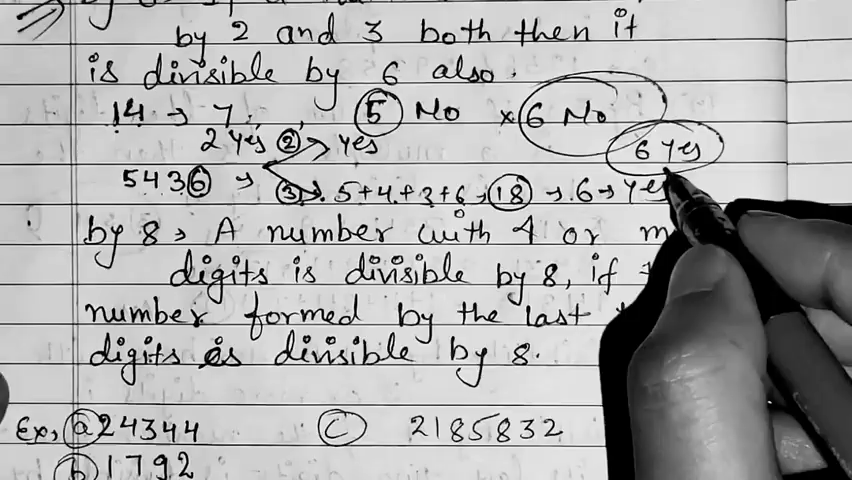 by 2 and 3 both then it
is divisible by 6 also.
14 → 7, , 5 No × 6 No
2 Yes 2 → Yes 6 Yes
5436 → 3 → 5+4+3+6 → 18 → 6 → Yes
by 8 → A number with 4 or
digits is divisible by 8, if
number formed by the last
digits is divisible by 8.
Ex, a 24344 C 2185832
b 1792